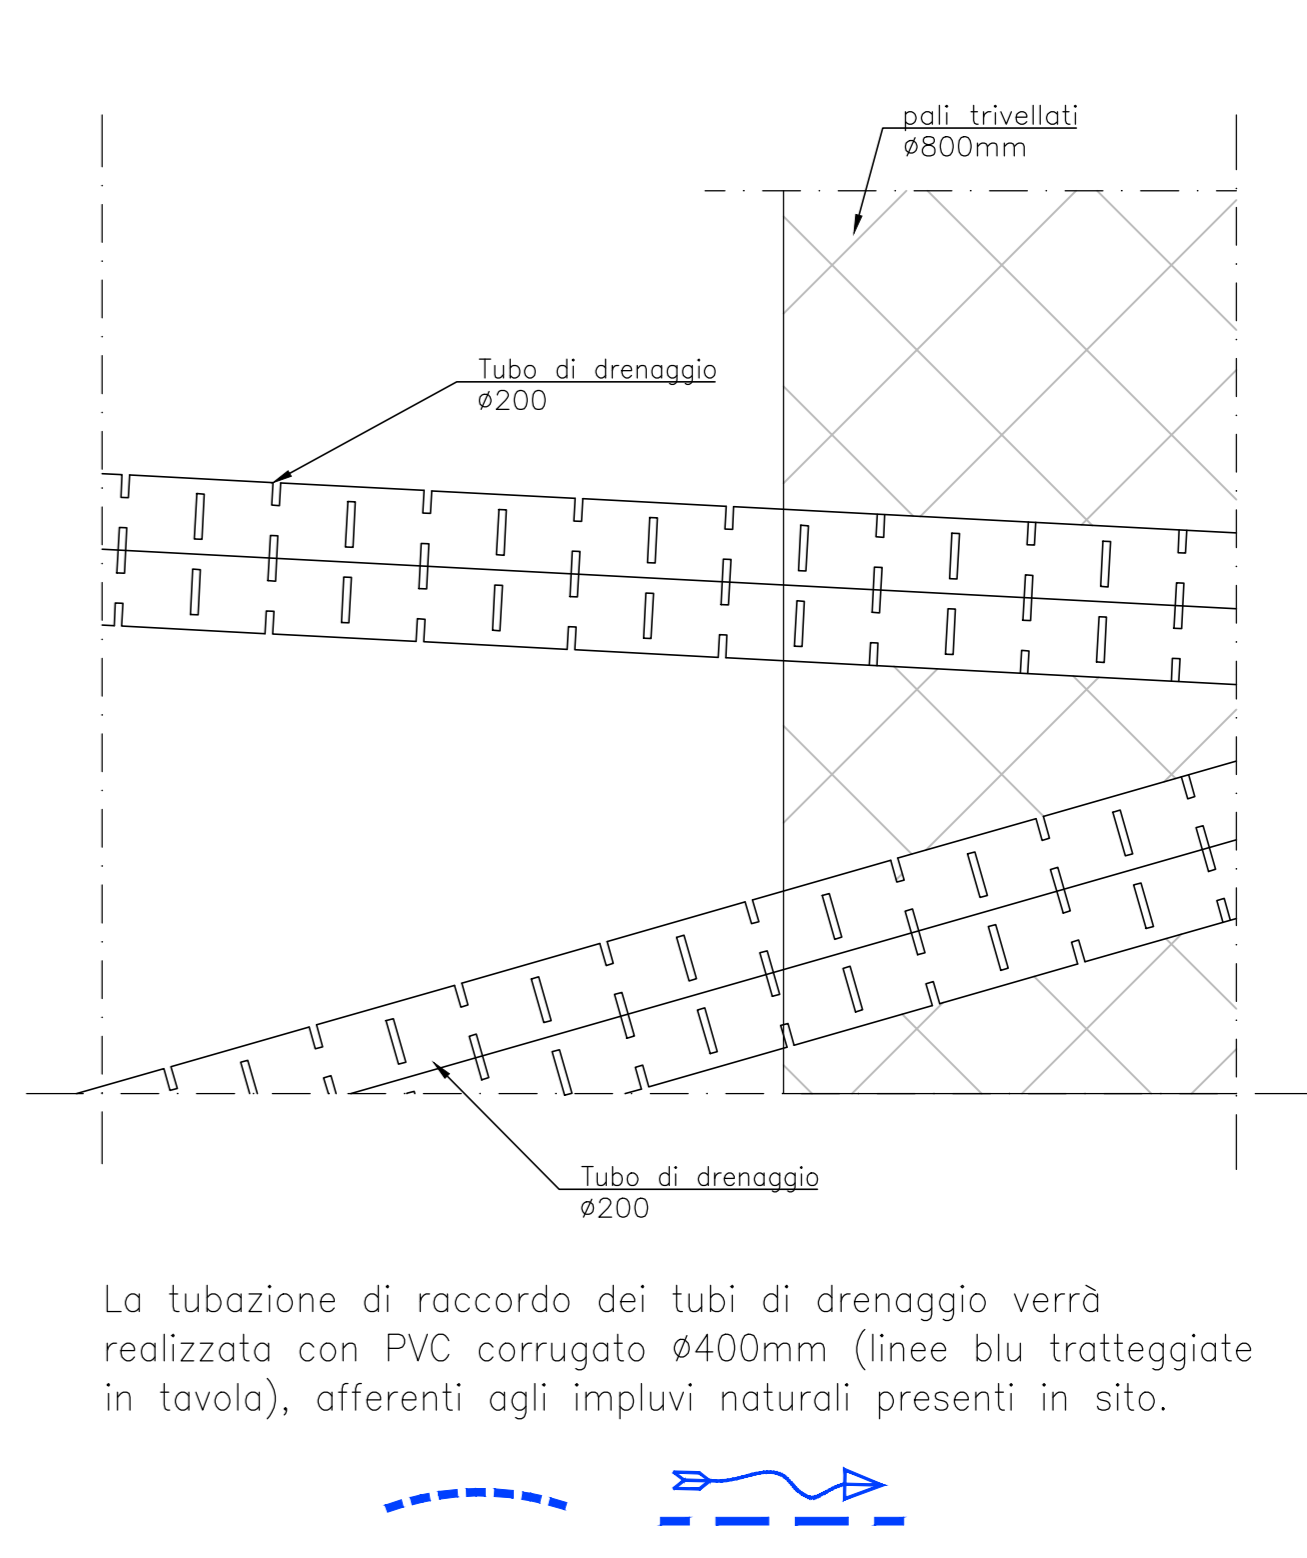 pali trivellati
ø800mm
Tubo di drenaggio
ø200
Tubo di drenaggio
ø200
La tubazione di raccordo dei tubi di drenaggio verrà
realizzata con PVC corrugato ø400mm (linee blu tratteggiate
in tavola), afferenti agli impluvi naturali presenti in sito.